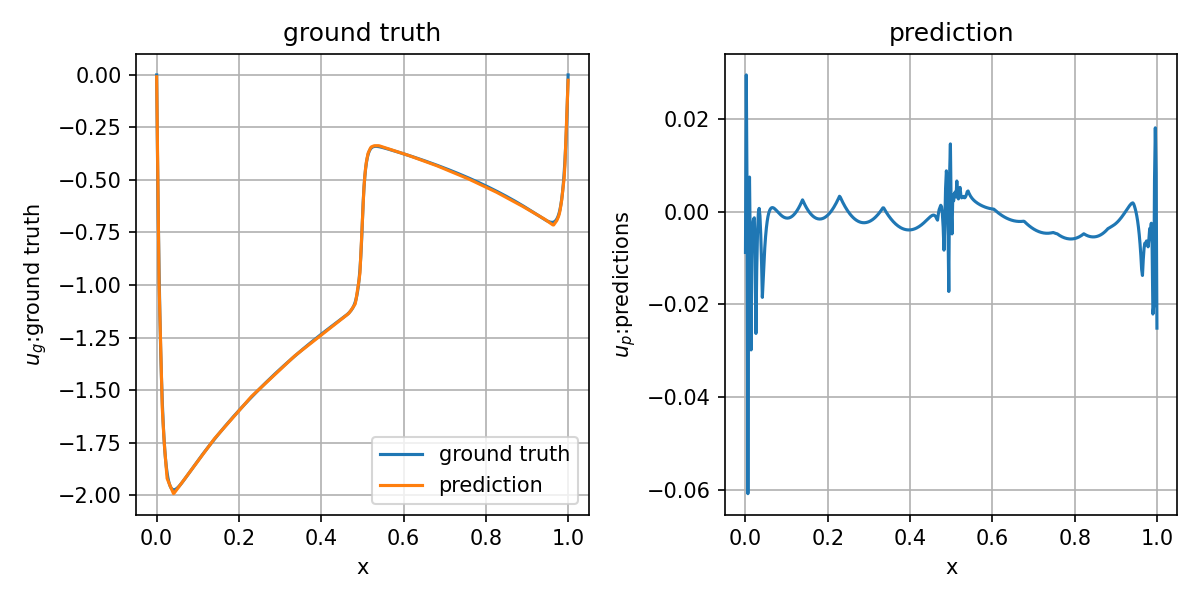 ground truth
0.00
−0.25
−0.50
−0.75
−1.00
−1.25
−1.50
−1.75
−2.00
u_g:ground truth
0.0 0.2 0.4 0.6 0.8 1.0
x
ground truth
prediction
prediction
0.02
0.00
−0.02
−0.04
−0.06
u_p:predictions
0.0 0.2 0.4 0.6 0.8 1.0
x